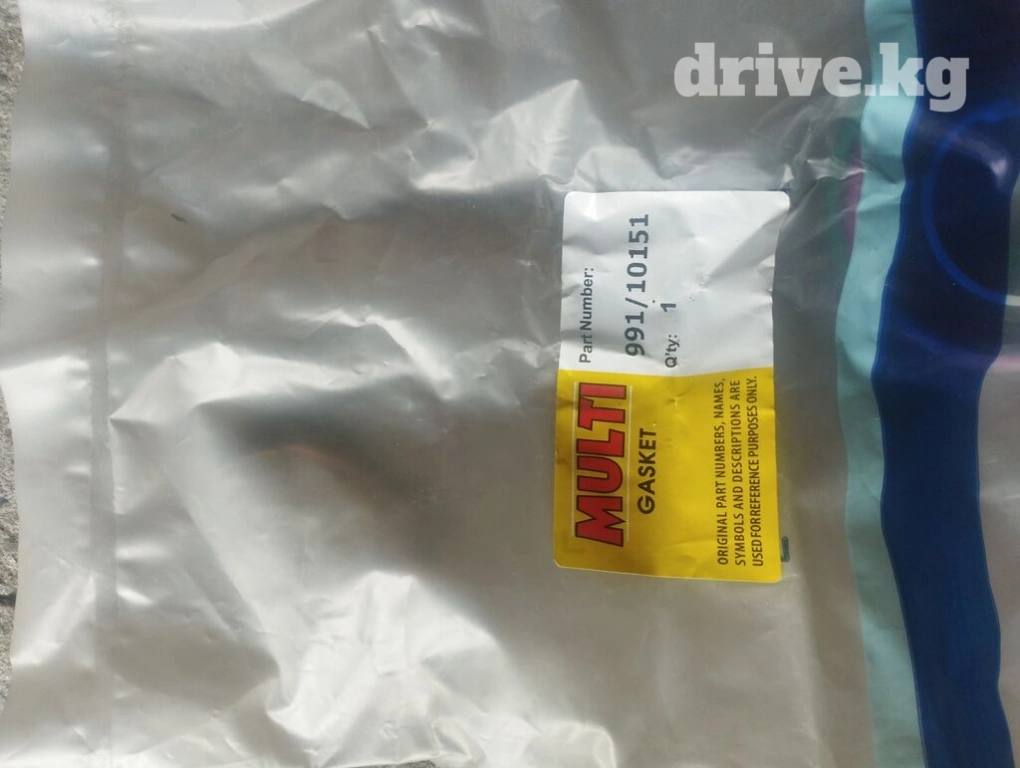 drive.kg
MULTI
GASKET
ORIGINAL PART NUMBERS, NAMES,
SYMBOLS AND DESCRIPTIONS ARE
USED FOR REFERENCE PURPOSES ONLY.
Part Number:
991/10151
Q'ty: 1